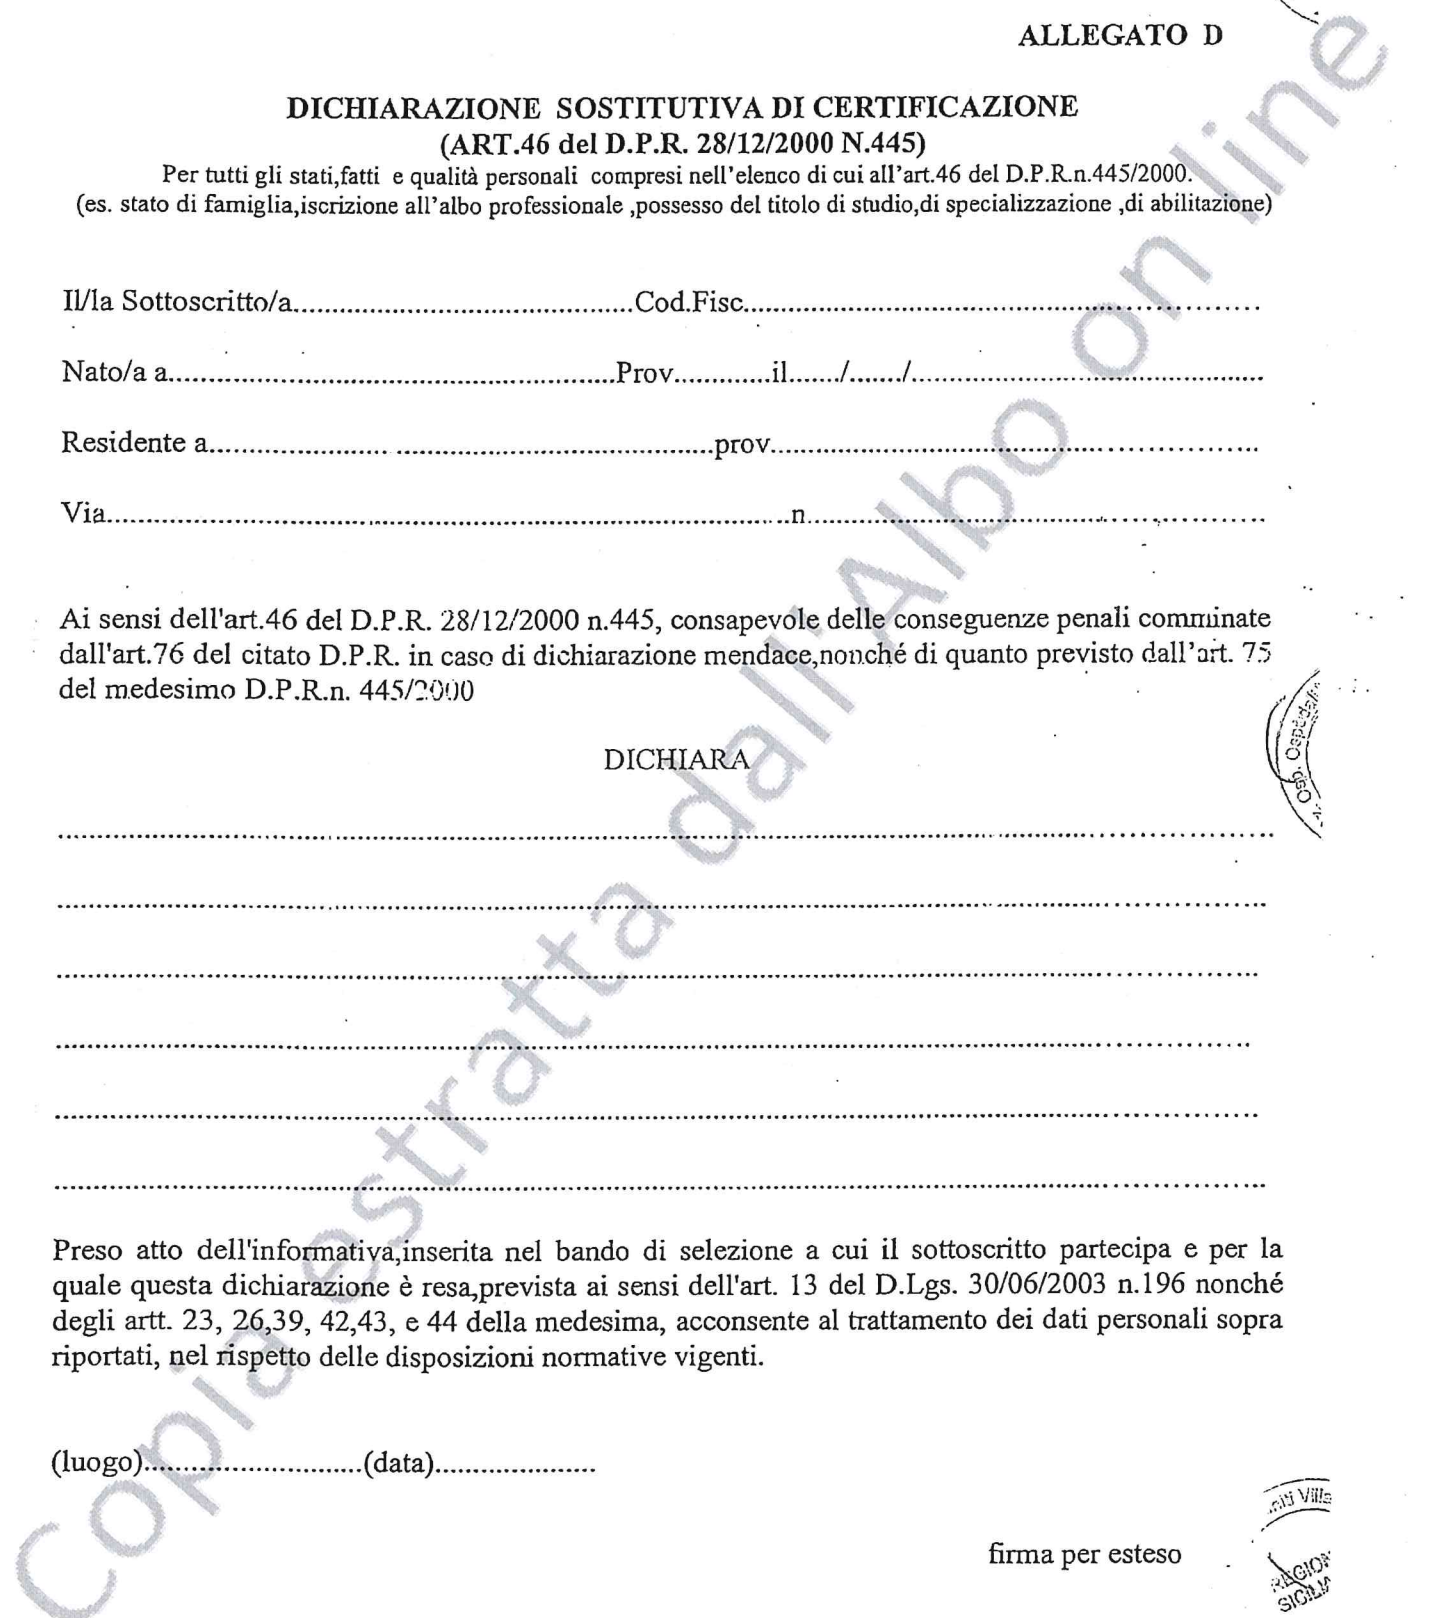 ALLEGATO D
DICHIARAZIONE SOSTITUTIVA DI CERTIFICAZIONE
(ART.46 del D.P.R. 28/12/2000 N.445)
Per tutti gli stati,fatti e qualità personali compresi nell'elenco di cui all'art.46 del D.P.R.n.445/2000.
(es. stato di famiglia,iscrizione all'albo professionale ,possesso del titolo di studio,di specializzazione ,di abilitazione)
Il/la Sottoscritto/a................................................Cod.Fisc..........................................................................
Nato/a a................................................................Prov..............il......./......./..................................................
Residente a........................................................................prov.....................................................................
Via..................................................................................................n.................................................................
Ai sensi dell'art.46 del D.P.R. 28/12/2000 n.445, consapevole delle conseguenze penali comminate
dall'art.76 del citato D.P.R. in caso di dichiarazione mendace,nonché di quanto previsto dall'art. 75
del medesimo D.P.R.n. 445/2000
DICHIARA
Preso atto dell'informativa,inserita nel bando di selezione a cui il sottoscritto partecipa e per la
quale questa dichiarazione è resa,prevista ai sensi dell'art. 13 del D.Lgs. 30/06/2003 n.196 nonché
degli artt. 23, 26,39, 42,43, e 44 della medesima, acconsente al trattamento dei dati personali sopra
riportati, nel rispetto delle disposizioni normative vigenti.
(luogo)...............................(data).......................
firma per esteso
Copia estratta dall'Albo on line